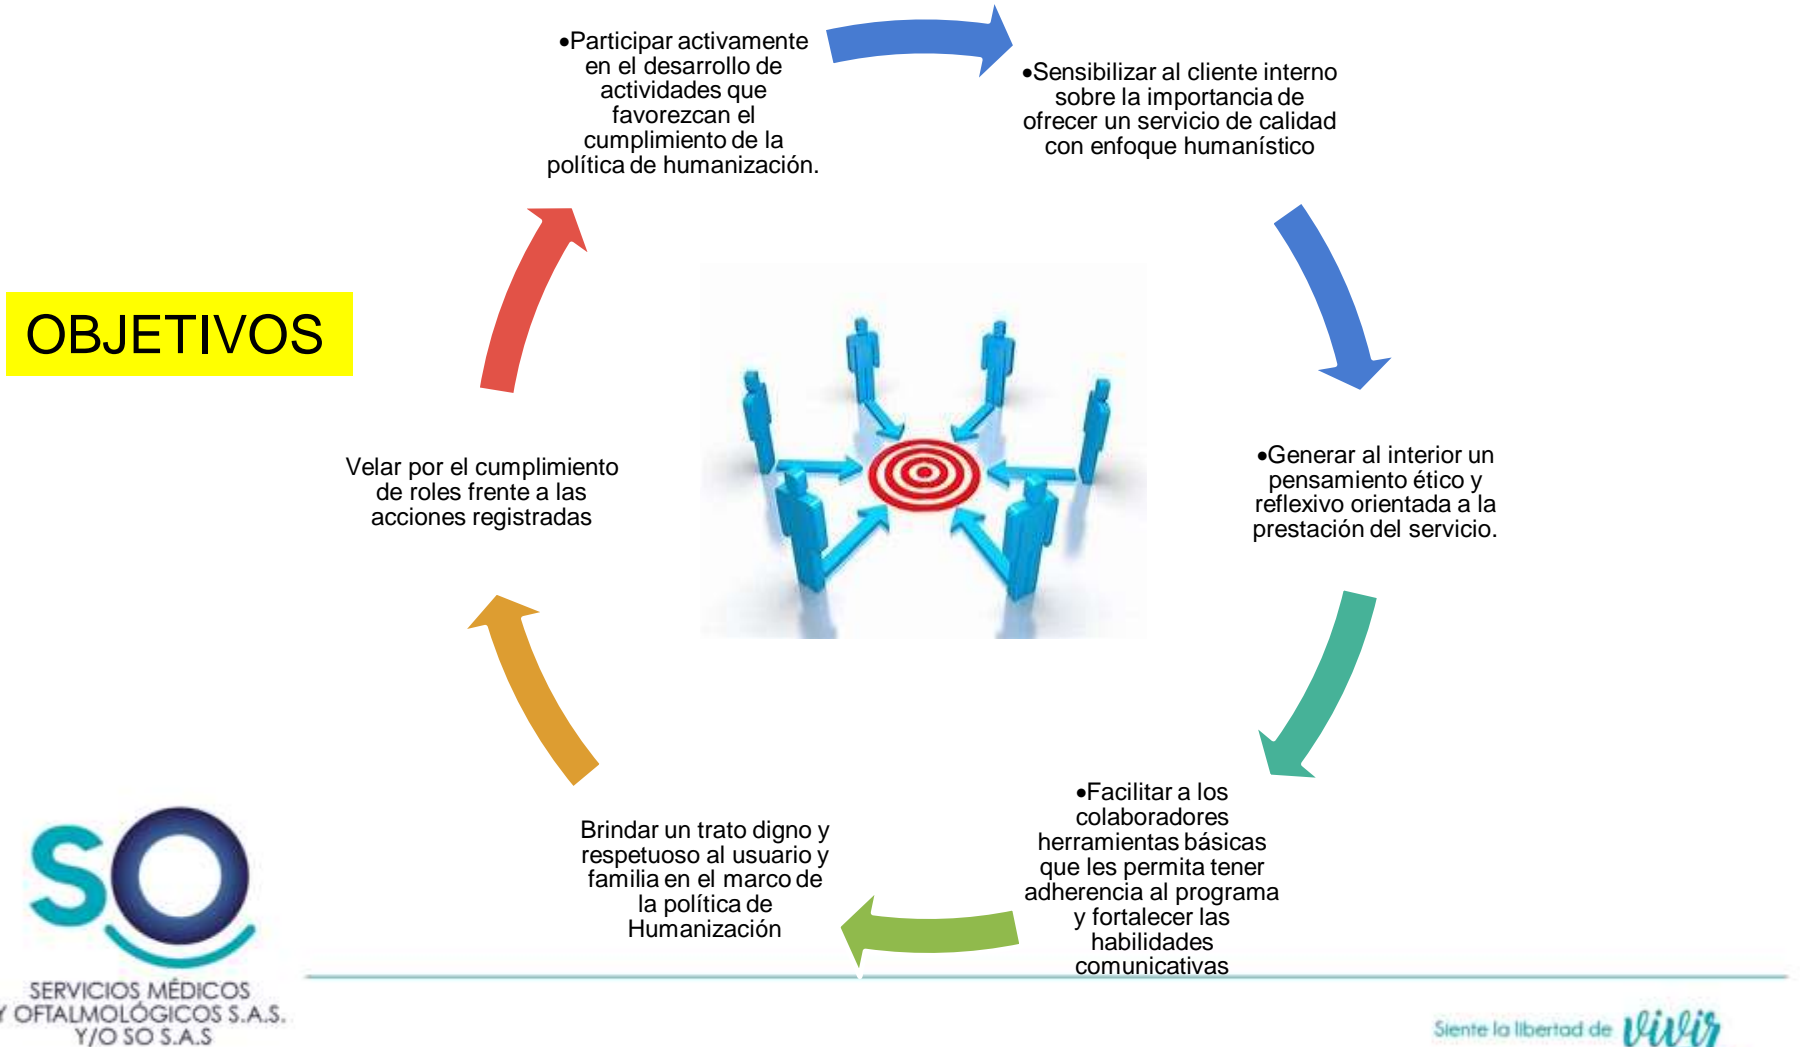 OBJETIVOS
•Participar activamente
en el desarrollo de
actividades que
favorezcan el
cumplimiento de la
política de humanización.
•Sensibilizar al cliente interno
sobre la importancia de
ofrecer un servicio de calidad
con enfoque humanístico
•Generar al interior un
pensamiento ético y
reflexivo orientada a la
prestación del servicio.
•Facilitar a los
colaboradores
herramientas básicas
que les permita tener
adherencia al programa
y fortalecer las
habilidades
comunicativas
Brindar un trato digno y
respetuoso al usuario y
familia en el marco de
la política de
Humanización
Velar por el cumplimiento
de roles frente a las
acciones registradas
SO
SERVICIOS MÉDICOS
Y OFTALMOLÓGICOS S.A.S.
Y/O SO S.A.S
Siente la libertad de vivir